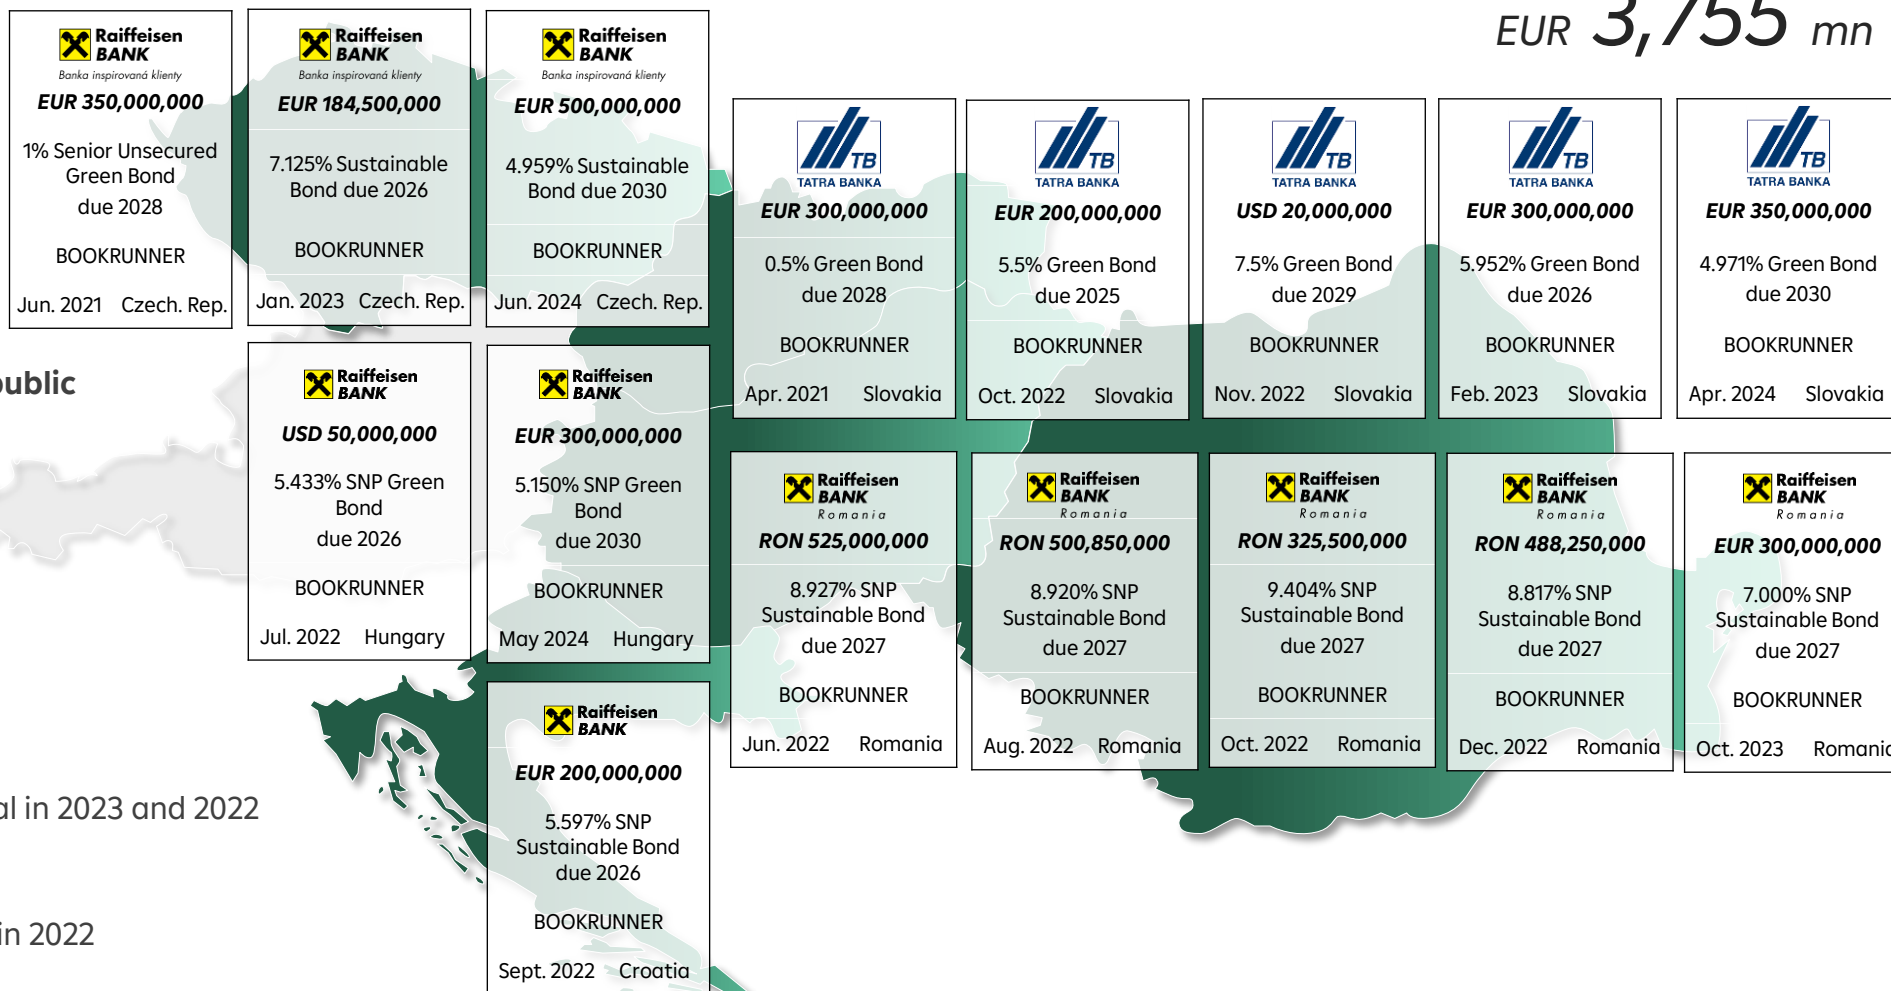 EUR 3,755 mn
Raiffeisen
BANK
Banka inspirovaná klienty
EUR 350,000,000
1% Senior Unsecured
Green Bond
due 2028
BOOKRUNNER
Jun. 2021 Czech. Rep.
Raiffeisen
BANK
Banka inspirovaná klienty
EUR 184,500,000
7.125% Sustainable
Bond due 2026
BOOKRUNNER
Jan. 2023 Czech. Rep.
Raiffeisen
BANK
Banka inspirovaná klienty
EUR 500,000,000
4.959% Sustainable
Bond due 2030
BOOKRUNNER
Jun. 2024 Czech. Rep.
TB
TATRA BANKA
EUR 300,000,000
0.5% Green Bond
due 2028
BOOKRUNNER
Apr. 2021 Slovakia
TB
TATRA BANKA
EUR 200,000,000
5.5% Green Bond
due 2025
BOOKRUNNER
Oct. 2022 Slovakia
TB
TATRA BANKA
USD 20,000,000
7.5% Green Bond
due 2029
BOOKRUNNER
Nov. 2022 Slovakia
TB
TATRA BANKA
EUR 300,000,000
5.952% Green Bond
due 2026
BOOKRUNNER
Feb. 2023 Slovakia
TB
TATRA BANKA
EUR 350,000,000
4.971% Green Bond
due 2030
BOOKRUNNER
Apr. 2024 Slovakia
public
Raiffeisen
BANK
USD 50,000,000
5.433% SNP Green
Bond
due 2026
BOOKRUNNER
Jul. 2022 Hungary
Raiffeisen
BANK
EUR 300,000,000
5.150% SNP Green
Bond
due 2030
BOOKRUNNER
May 2024 Hungary
Raiffeisen
BANK
Romania
RON 525,000,000
8.927% SNP
Sustainable Bond
due 2027
BOOKRUNNER
Jun. 2022 Romania
Raiffeisen
BANK
Romania
RON 500,850,000
8.920% SNP
Sustainable Bond
due 2027
BOOKRUNNER
Aug. 2022 Romania
Raiffeisen
BANK
Romania
RON 325,500,000
9.404% SNP
Sustainable Bond
due 2027
BOOKRUNNER
Oct. 2022 Romania
Raiffeisen
BANK
Romania
RON 488,250,000
8.817% SNP
Sustainable Bond
due 2027
BOOKRUNNER
Dec. 2022 Romania
Raiffeisen
BANK
Romania
EUR 300,000,000
7.000% SNP
Sustainable Bond
due 2027
BOOKRUNNER
Oct. 2023 Romania
Raiffeisen
BANK
EUR 200,000,000
5.597% SNP
Sustainable Bond
due 2026
BOOKRUNNER
Sept. 2022 Croatia
al in 2023 and 2022
in 2022